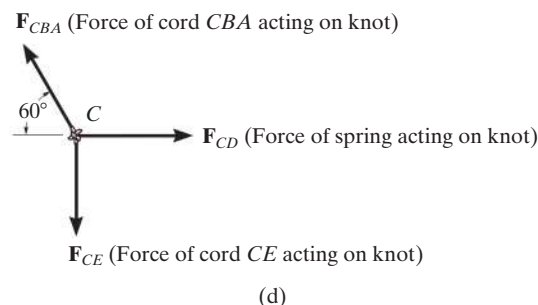 F_CBA (Force of cord CBA acting on knot)
60°
C
F_CD (Force of spring acting on knot)
F_CE (Force of cord CE acting on knot)
(d)